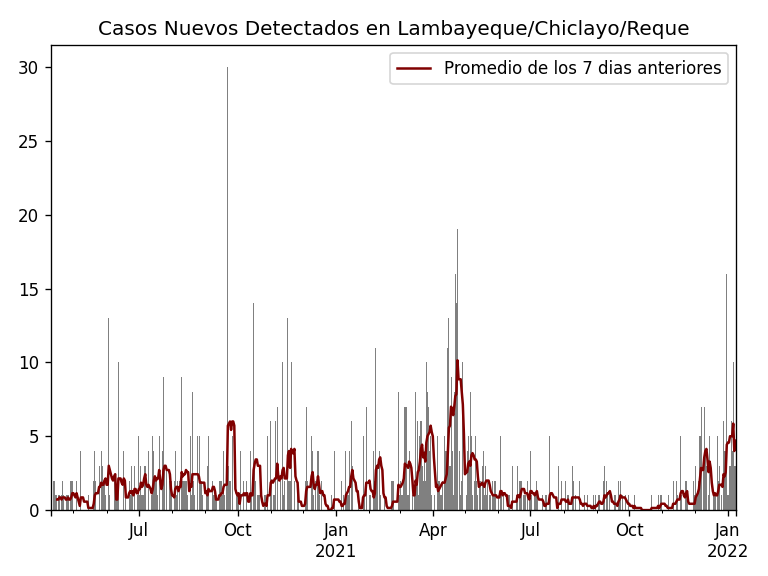 Casos Nuevos Detectados en Lambayeque/Chiclayo/Reque
Promedio de los 7 dias anteriores
30
25
20
15
10
5
0
Jul
Oct
Jan
2021
Apr
Jul
Oct
Jan
2022